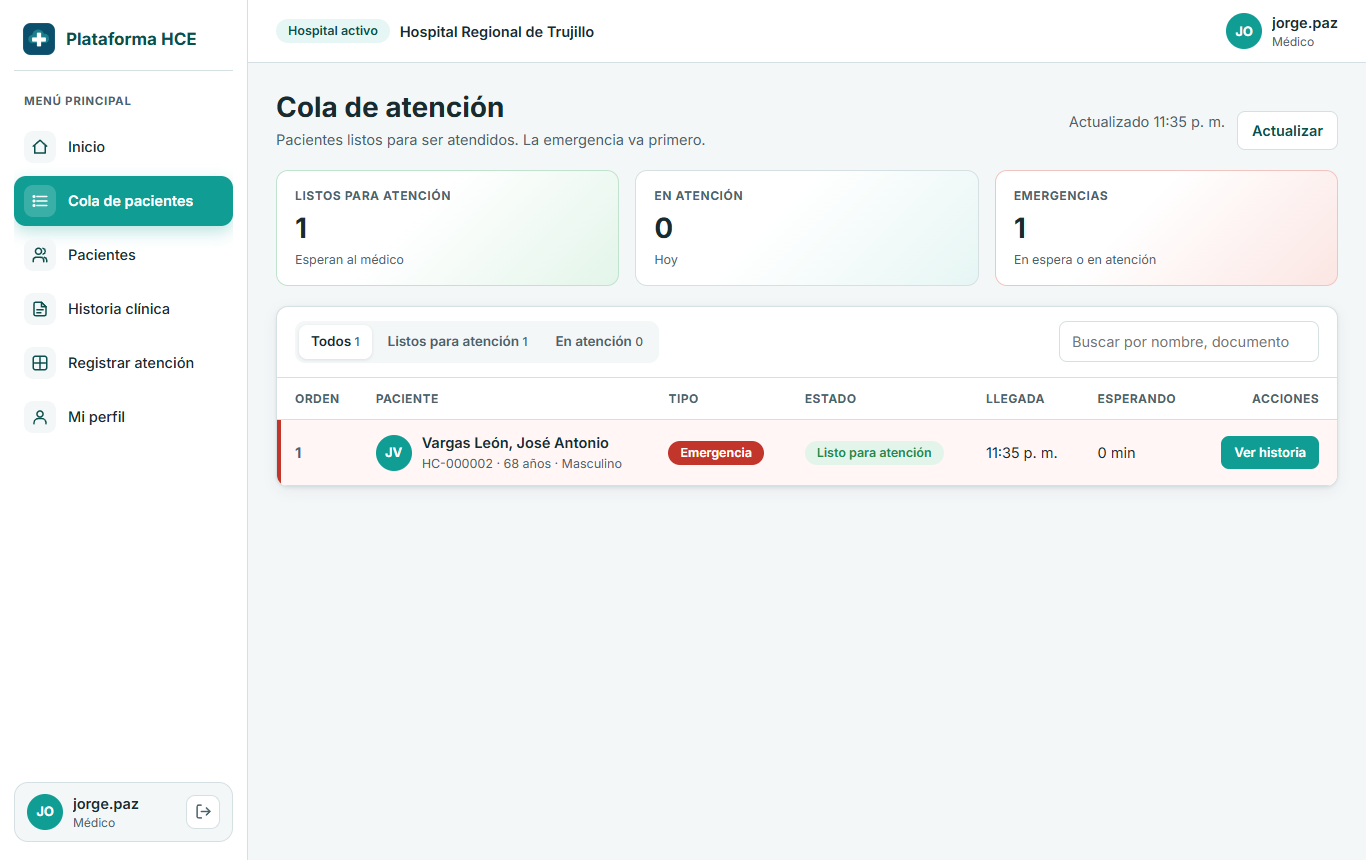 Plataforma HCE
MENÚ PRINCIPAL
Inicio
Cola de pacientes
Pacientes
Historia clínica
Registrar atención
Mi perfil
JO
jorge.paz
Médico
Hospital activo
Hospital Regional de Trujillo
JO
jorge.paz
Médico
Cola de atención
Pacientes listos para ser atendidos. La emergencia va primero.
Actualizado 11:35 p. m.
Actualizar
LISTOS PARA ATENCIÓN
1
Esperan al médico
EN ATENCIÓN
0
Hoy
EMERGENCIAS
1
En espera o en atención
Todos 1
Listos para atención 1
En atención 0
Buscar por nombre, documento
ORDEN PACIENTE TIPO ESTADO LLEGADA ESPERANDO ACCIONES
1 JV Vargas León, José Antonio Emergencia Listo para atención 11:35 p. m. 0 min Ver historia
HC-000002 · 68 años · Masculino